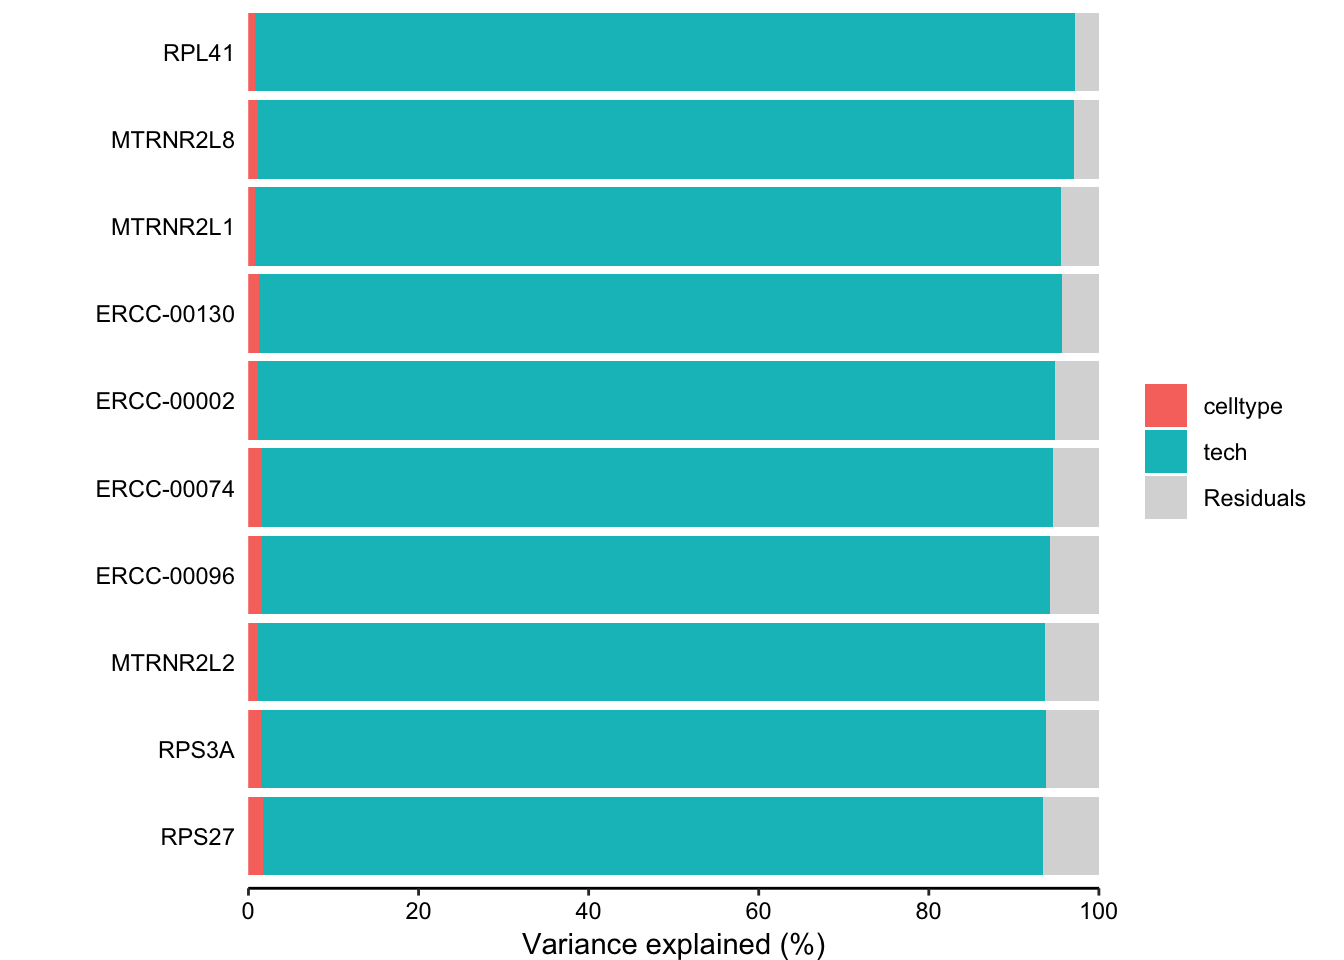 RPL41
MTRNR2L8
MTRNR2L1
ERCC-00130
ERCC-00002
ERCC-00074
ERCC-00096
MTRNR2L2
RPS3A
RPS27
0 20 40 60 80 100
Variance explained (%)
celltype
tech
Residuals